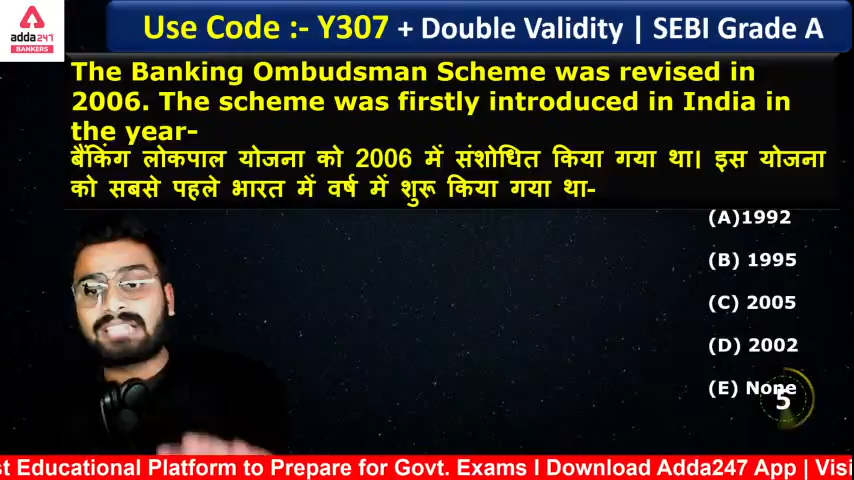 adda247
BANKERS
Use Code :- Y307 + Double Validity | SEBI Grade A
The Banking Ombudsman Scheme was revised in
2006. The scheme was firstly introduced in India in
the year-
बैंकिंग लोकपाल योजना को 2006 में संशोधित किया गया था। इस योजना
को सबसे पहले भारत में वर्ष में शुरू किया गया था-
(A)1992
(B) 1995
(C) 2005
(D) 2002
(E) None
5
st Educational Platform to Prepare for Govt. Exams I Download Adda247 App | Visi